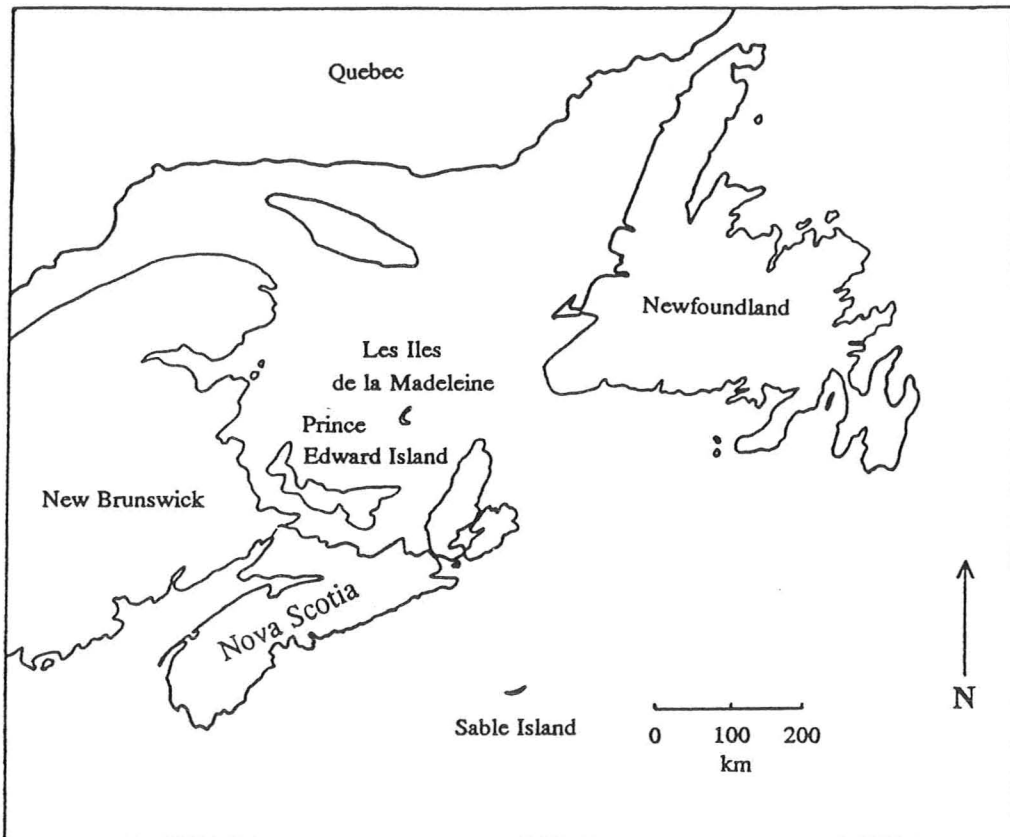 Quebec
Newfoundland
Les Iles
de la Madeleine
Prince
Edward Island
New Brunswick
Nova Scotia
Sable Island
0 100 200
km
N